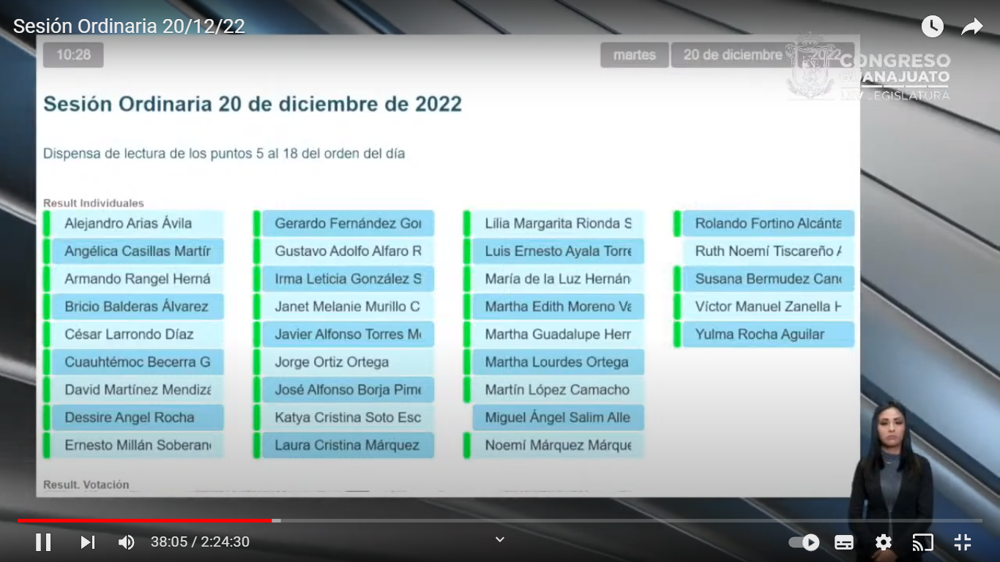 Sesión Ordinaria 20/12/22
10:28
martes
20 de diciembre
2022
CONGRESO
GUANAJUATO
LXV LEGISLATURA
Sesión Ordinaria 20 de diciembre de 2022
Dispensa de lectura de los puntos 5 al 18 del orden del día
Result Individuales
Alejandro Arias Ávila
Angélica Casillas Martín
Armando Rangel Herná
Bricio Balderas Álvarez
César Larrondo Díaz
Cuauhtémoc Becerra G
David Martínez Mendizá
Dessire Angel Rocha
Ernesto Millán Soberan
Gerardo Fernández Gon
Gustavo Adolfo Alfaro R
Irma Leticia González S
Janet Melanie Murillo C
Javier Alfonso Torres Me
Jorge Ortiz Ortega
José Alfonso Borja Pime
Katya Cristina Soto Esc
Laura Cristina Márquez
Lilia Margarita Rionda S
Luis Ernesto Ayala Torre
María de la Luz Hernán
Martha Edith Moreno Va
Martha Guadalupe Herr
Martha Lourdes Ortega
Martín López Camacho
Miguel Ángel Salim Alle
Noemí Márquez Márque
Rolando Fortino Alcánta
Ruth Noemí Tiscareño A
Susana Bermudez Canc
Víctor Manuel Zanella H
Yulma Rocha Aguilar
Result. Votación
38:05 / 2:24:30